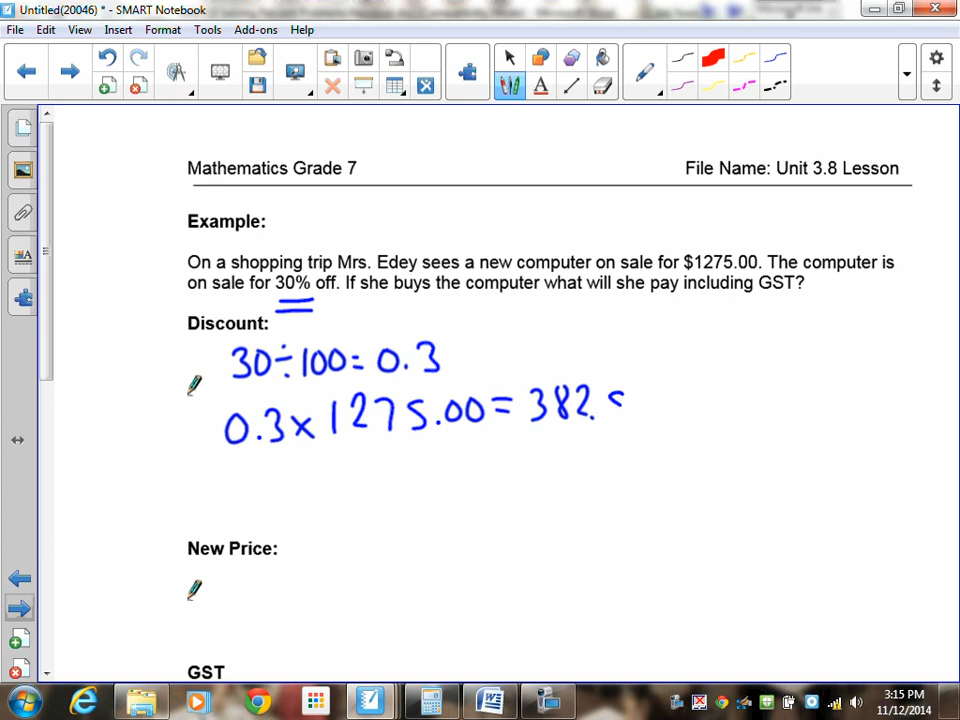 Untitled(20046) * - SMART Notebook
File Edit View Insert Format Tools Add-ons Help
Mathematics Grade 7 File Name: Unit 3.8 Lesson
Example:
On a shopping trip Mrs. Edey sees a new computer on sale for $1275.00. The computer is
on sale for 30% off. If she buys the computer what will she pay including GST?
Discount:
30÷100=0.3
0.3×1275.00=382.
New Price:
GST
3:15 PM
11/12/2014